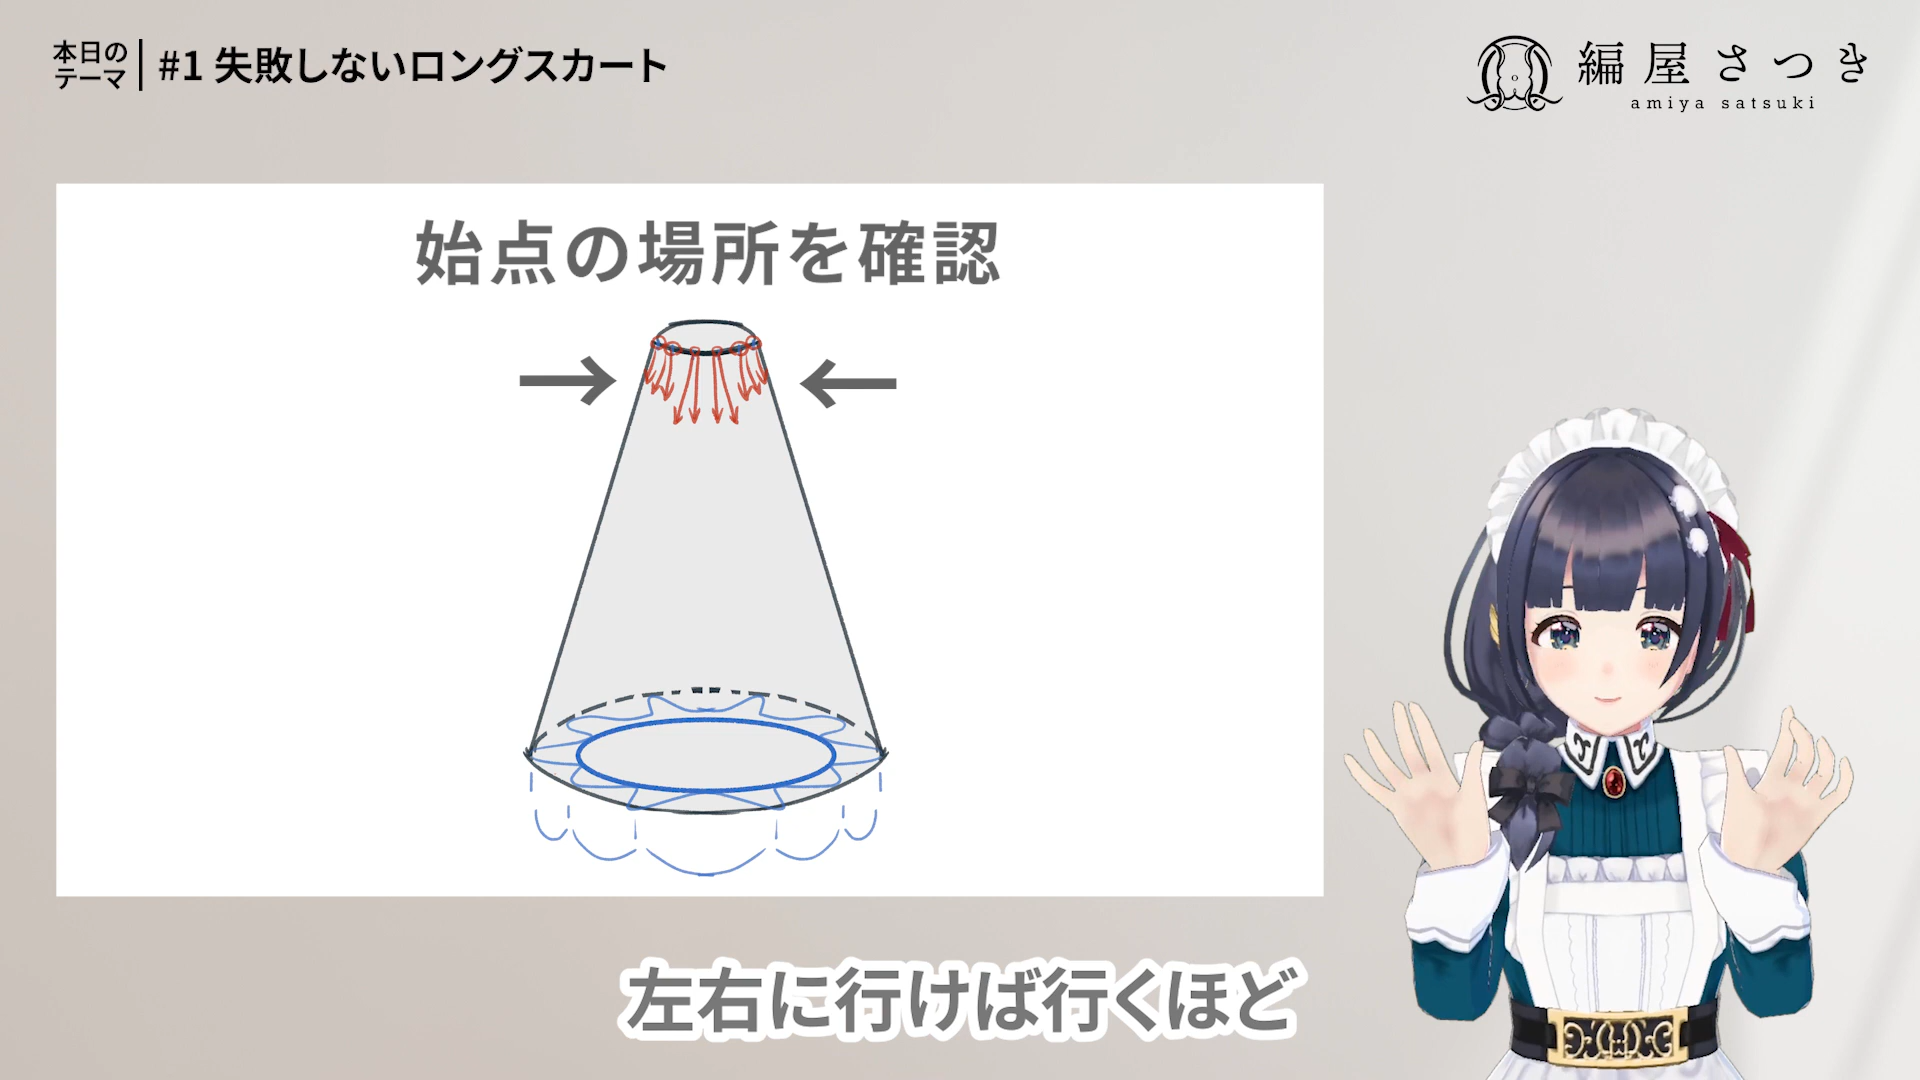 本日の
テーマ
#1 失敗しないロングスカート
編屋さつき
amiya satsuki
始点の場所を確認
左右に行けば行くほど